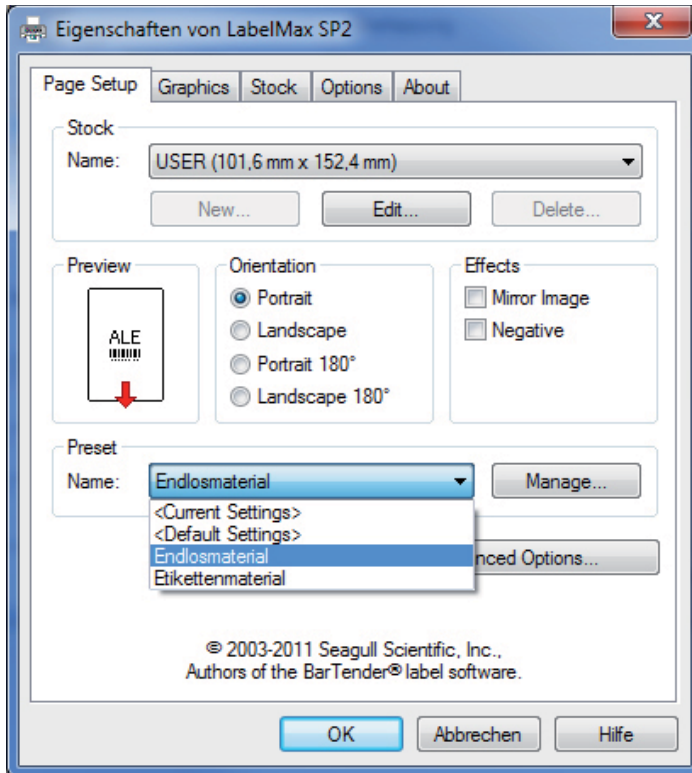 Eigenschaften von LabelMax SP2
Page Setup Graphics Stock Options About
Stock
Name: USER (101,6 mm x 152,4 mm)
New... Edit... Delete...
Preview
ALE
Orientation
Portrait
Landscape
Portrait 180°
Landscape 180°
Effects
Mirror Image
Negative
Preset
Name: Endlosmaterial Manage...
<Current Settings>
<Default Settings>
Endlosmaterial
Etikettenmaterial
nced Options...
© 2003-2011 Seagull Scientific, Inc.,
Authors of the BarTender® label software.
OK Abbrechen Hilfe